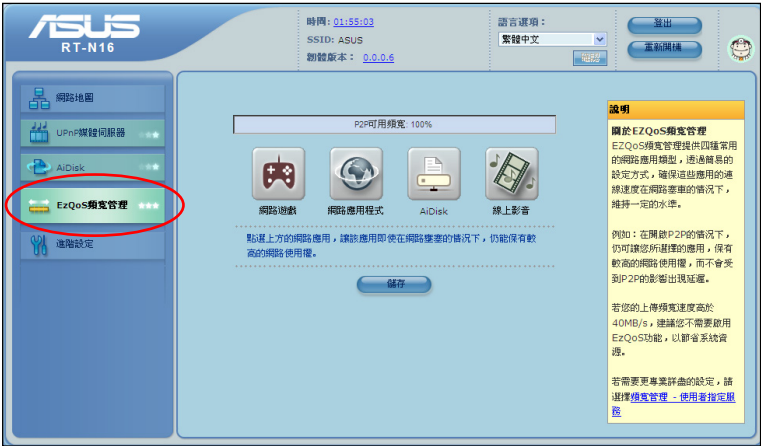 ASUS
RT-N16
時間：01:55:03
SSID: ASUS
韌體版本： 0.0.0.6
語言選項：
繁體中文
登出
重新開機
網路地圖
UPnP媒體伺服器
AiDisk
EzQoS頻寬管理
進階設定
P2P可用頻寬: 100%
網路遊戲
網路應用程式
AiDisk
線上影音
點選上方的網路應用，讓該應用即使在網路壅塞的情況下，仍能保有較
高的網路使用權。
儲存
說明
關於EZQoS頻寬管理
EZQoS頻寬管理提供四種常用
的網路應用類型，透過簡易的
設定方式，確保這些應用的連
線速度在網路塞車的情況下，
維持一定的水準。
例如：在開啟P2P的情況下，
仍可讓您所選擇的應用，保有
較高的網路使用權，而不會受
到P2P的影響出現延遲。
若您的上傳頻寬速度高於
40MB/s，建議您不需要啟用
EzQoS功能，以節省系統資
源。
若需要更專業詳盡的設定，請
選擇頻寬管理 - 使用者指定服
務